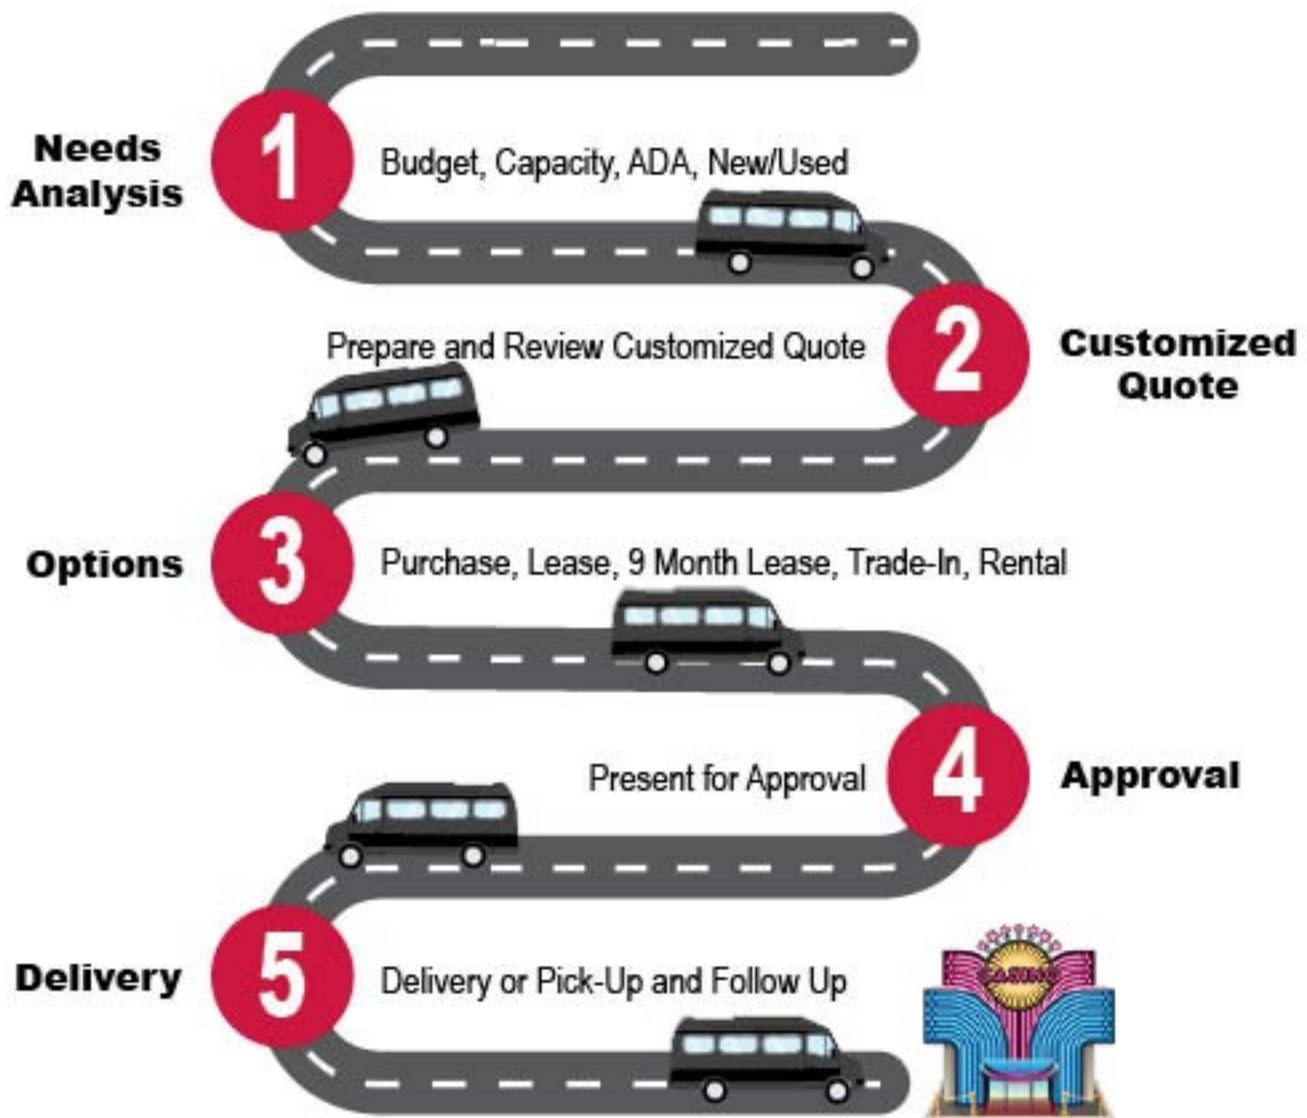 Needs
Analysis
1
Budget, Capacity, ADA, New/Used
Prepare and Review Customized Quote
2
Customized
Quote
Options
3
Purchase, Lease, 9 Month Lease, Trade-In, Rental
Present for Approval
4
Approval
Delivery
5
Delivery or Pick-Up and Follow Up
CASINO